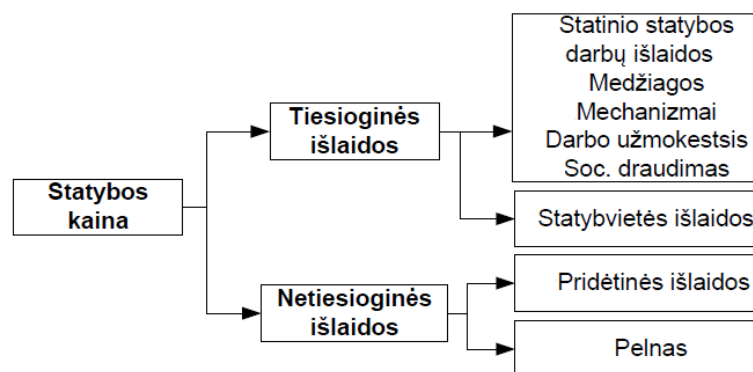 Statybos
kaina
Tiesioginės
išlaidos
Statinio statybos
darbų išlaidos
Medžiagos
Mechanizmai
Darbo užmokestsis
Soc. draudimas
Statybvietės išlaidos
Netiesioginės
išlaidos
Pridėtinės išlaidos
Pelnas